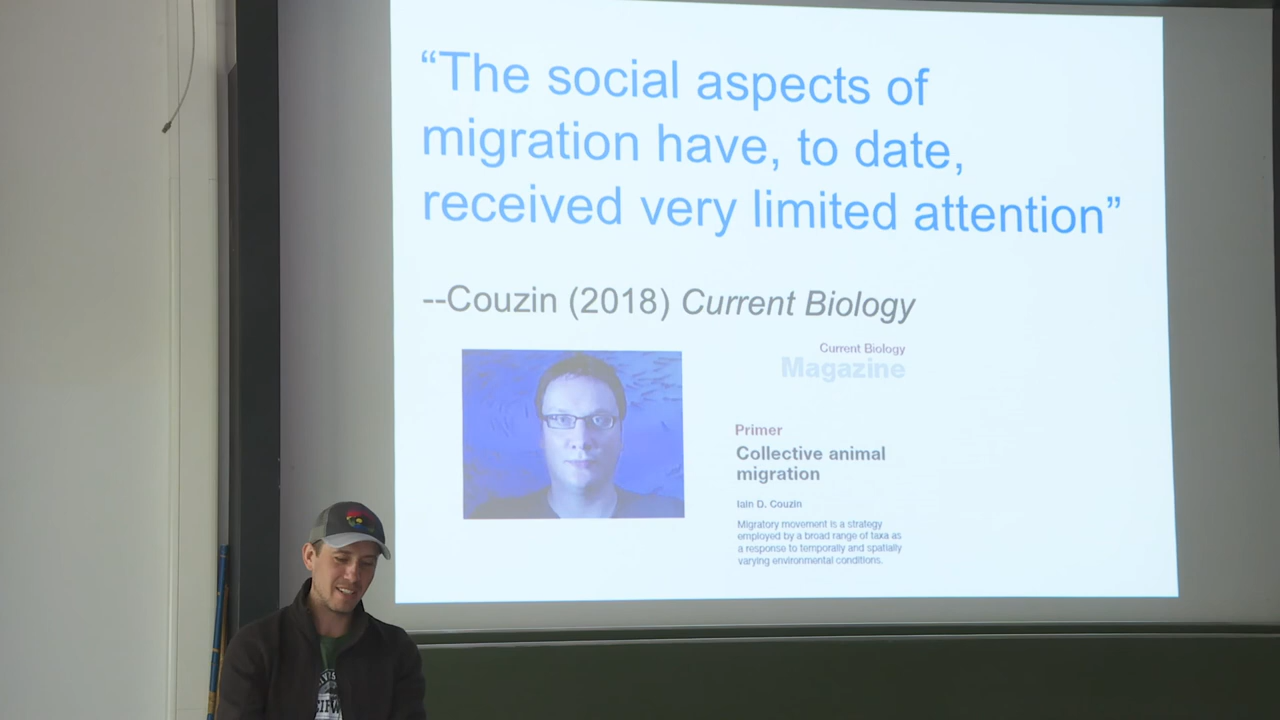 “The social aspects of
migration have, to date,
received very limited attention”
--Couzin (2018) Current Biology
Current Biology
Magazine
Primer
Collective animal
migration
Iain D. Couzin
Migratory movement is a strategy
employed by a broad range of taxa as
a response to temporally and spatially
varying environmental conditions.